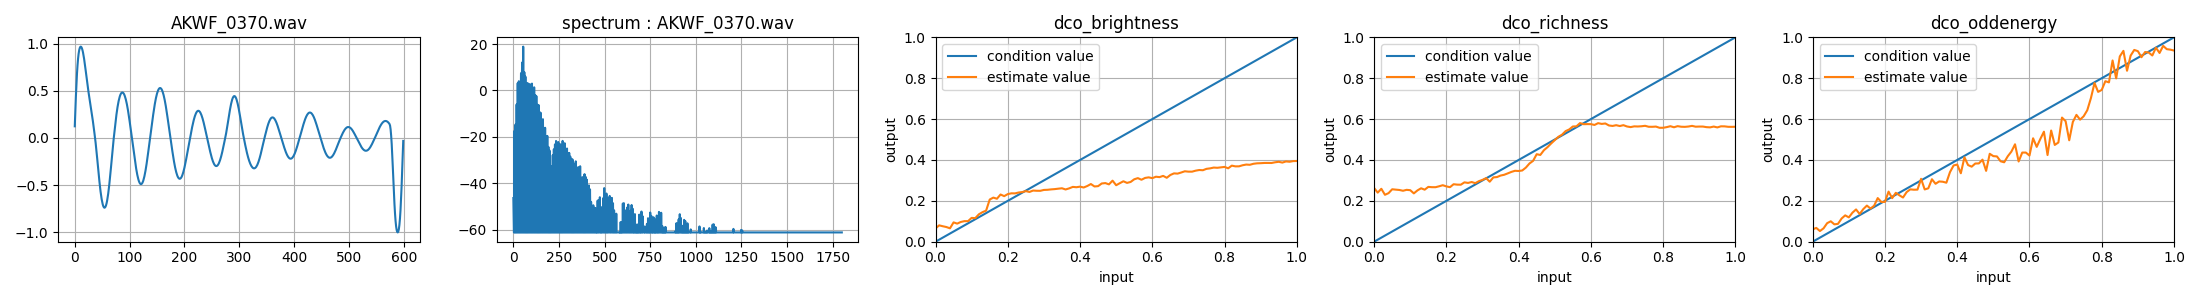 AKWF_0370.wav
1.0
0.5
0.0
−0.5
−1.0
0 100 200 300 400 500 600
spectrum : AKWF_0370.wav
20
0
−20
−40
−60
0 250 500 750 1000 1250 1500 1750
dco_brightness
condition value
estimate value
output
1.0
0.8
0.6
0.4
0.2
0.0
0.0 0.2 0.4 0.6 0.8 1.0
input
dco_richness
condition value
estimate value
output
1.0
0.8
0.6
0.4
0.2
0.0
0.0 0.2 0.4 0.6 0.8 1.0
input
dco_oddenergy
condition value
estimate value
output
1.0
0.8
0.6
0.4
0.2
0.0
0.0 0.2 0.4 0.6 0.8 1.0
input